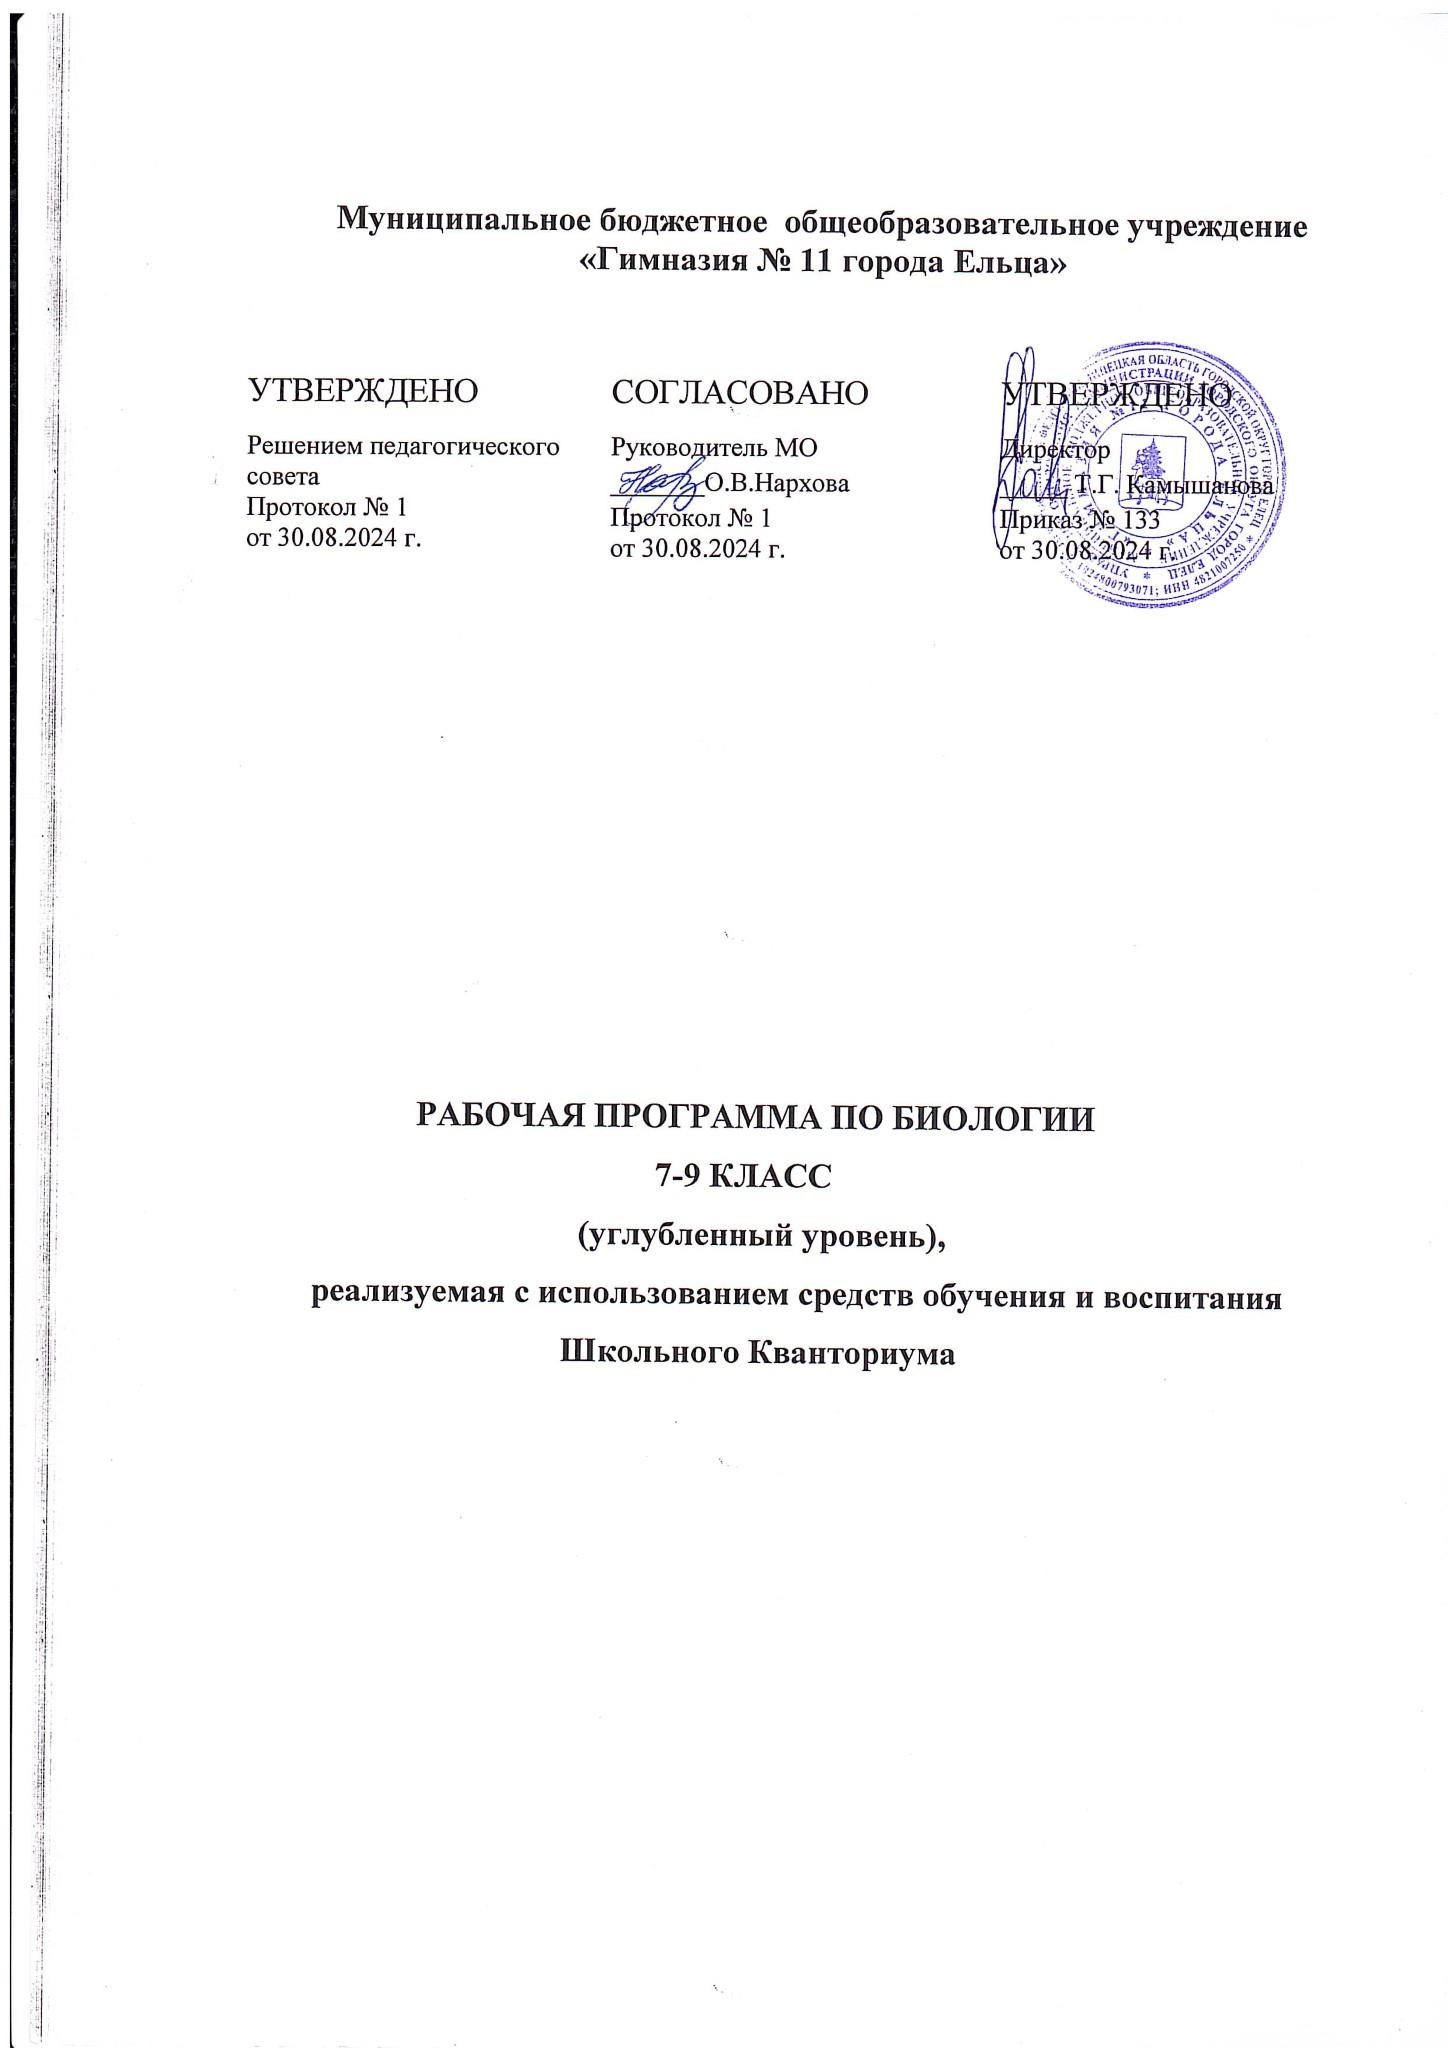 Муниципальное бюджетное общеобразовательное учреждение
«Гимназия № 11 города Ельца»
УТВЕРЖДЕНО
Решением педагогического
совета
Протокол № 1
от 30.08.2024 г.
СОГЛАСОВАНО
Руководитель МО
О.В.Нархова
Протокол № 1
от 30.08.2024 г.
УТВЕРЖДЕНО
Директор
Т.Г. Камышанова
Приказ № 133
от 30.08.2024 г.
РАБОЧАЯ ПРОГРАММА ПО БИОЛОГИИ
7-9 КЛАСС
(углубленный уровень),
реализуемая с использованием средств обучения и воспитания
Школьного Кванториума